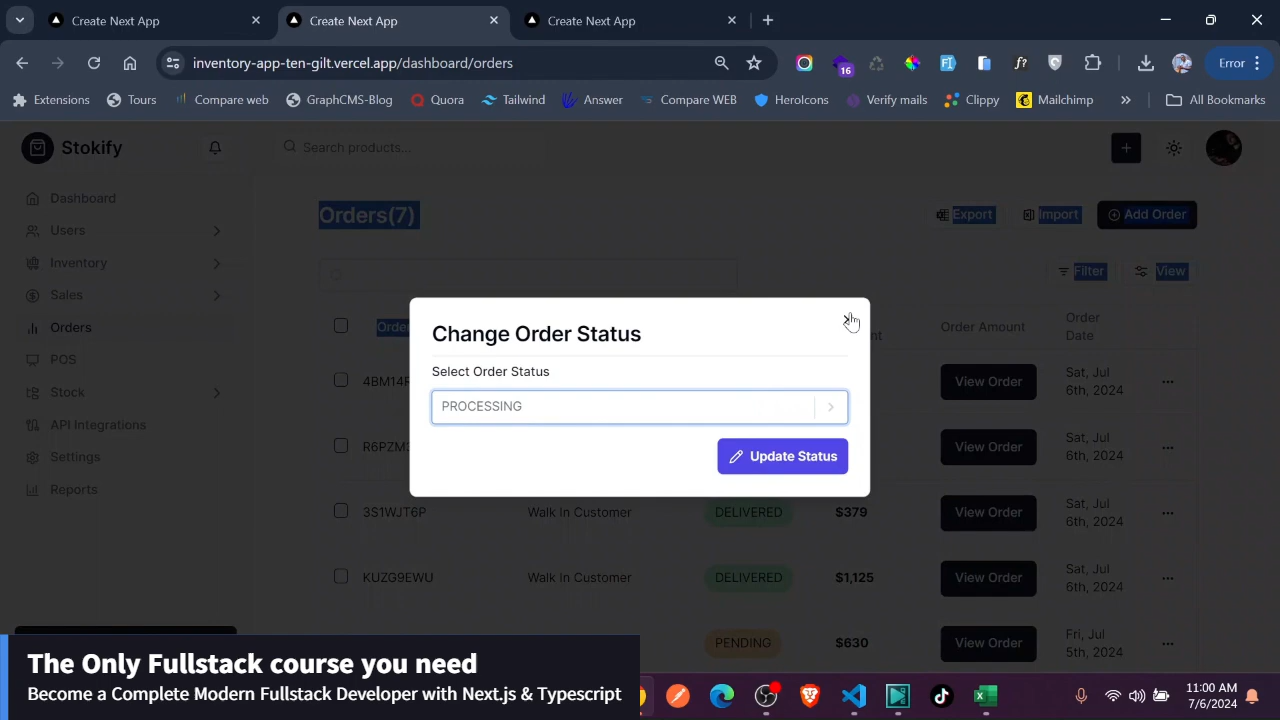 Create Next App
Create Next App
Create Next App
inventory-app-ten-gilt.vercel.app/dashboard/orders
16
Error
Extensions
Tours
Compare web
GraphCMS-Blog
Quora
Tailwind
Answer
Compare WEB
HeroIcons
Verify mails
Clippy
Mailchimp
All Bookmarks
Stokify
Search products...
Dashboard
Users
Inventory
Sales
Orders
POS
Stock
API Integrations
Settings
Reports
Orders(7)
Export
Import
Add Order
Filter
View
Order Amount
Order
Date
Change Order Status
Select Order Status
PROCESSING
Update Status
View Order
Sat, Jul
6th, 2024
View Order
Sat, Jul
6th, 2024
3S1WJT6P
Walk In Customer
DELIVERED
$379
View Order
Sat, Jul
6th, 2024
KUZG9EWU
Walk In Customer
DELIVERED
$1,125
View Order
Sat, Jul
6th, 2024
PENDING
$630
View Order
Fri, Jul
5th, 2024
The Only Fullstack course you need
Become a Complete Modern Fullstack Developer with Next.js & Typescript
11:00 AM
7/6/2024